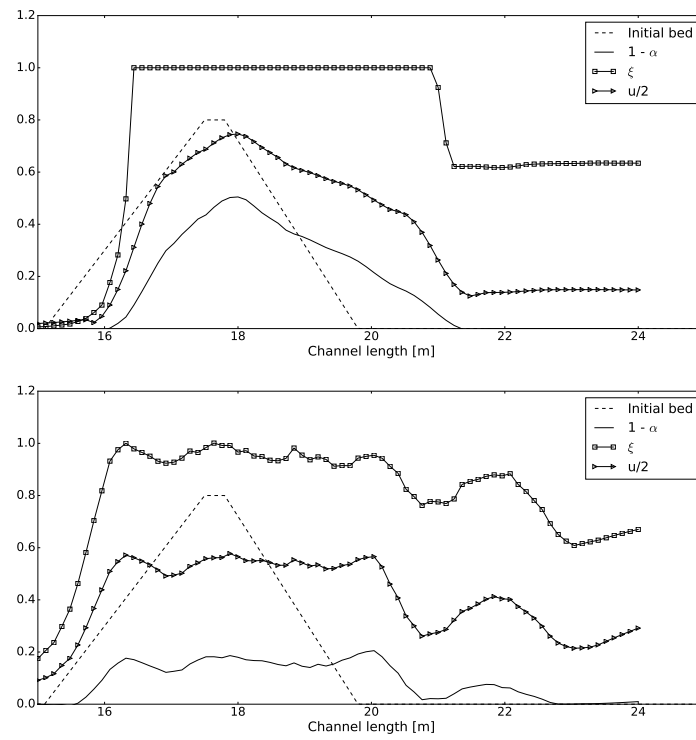 1.2
1.0
0.8
0.6
0.4
0.2
0.0
16
18
20
22
24
Channel length [m]
Initial bed
1 - α
ξ
u/2
1.2
1.0
0.8
0.6
0.4
0.2
0.0
16
18
20
22
24
Channel length [m]
Initial bed
1 - α
ξ
u/2